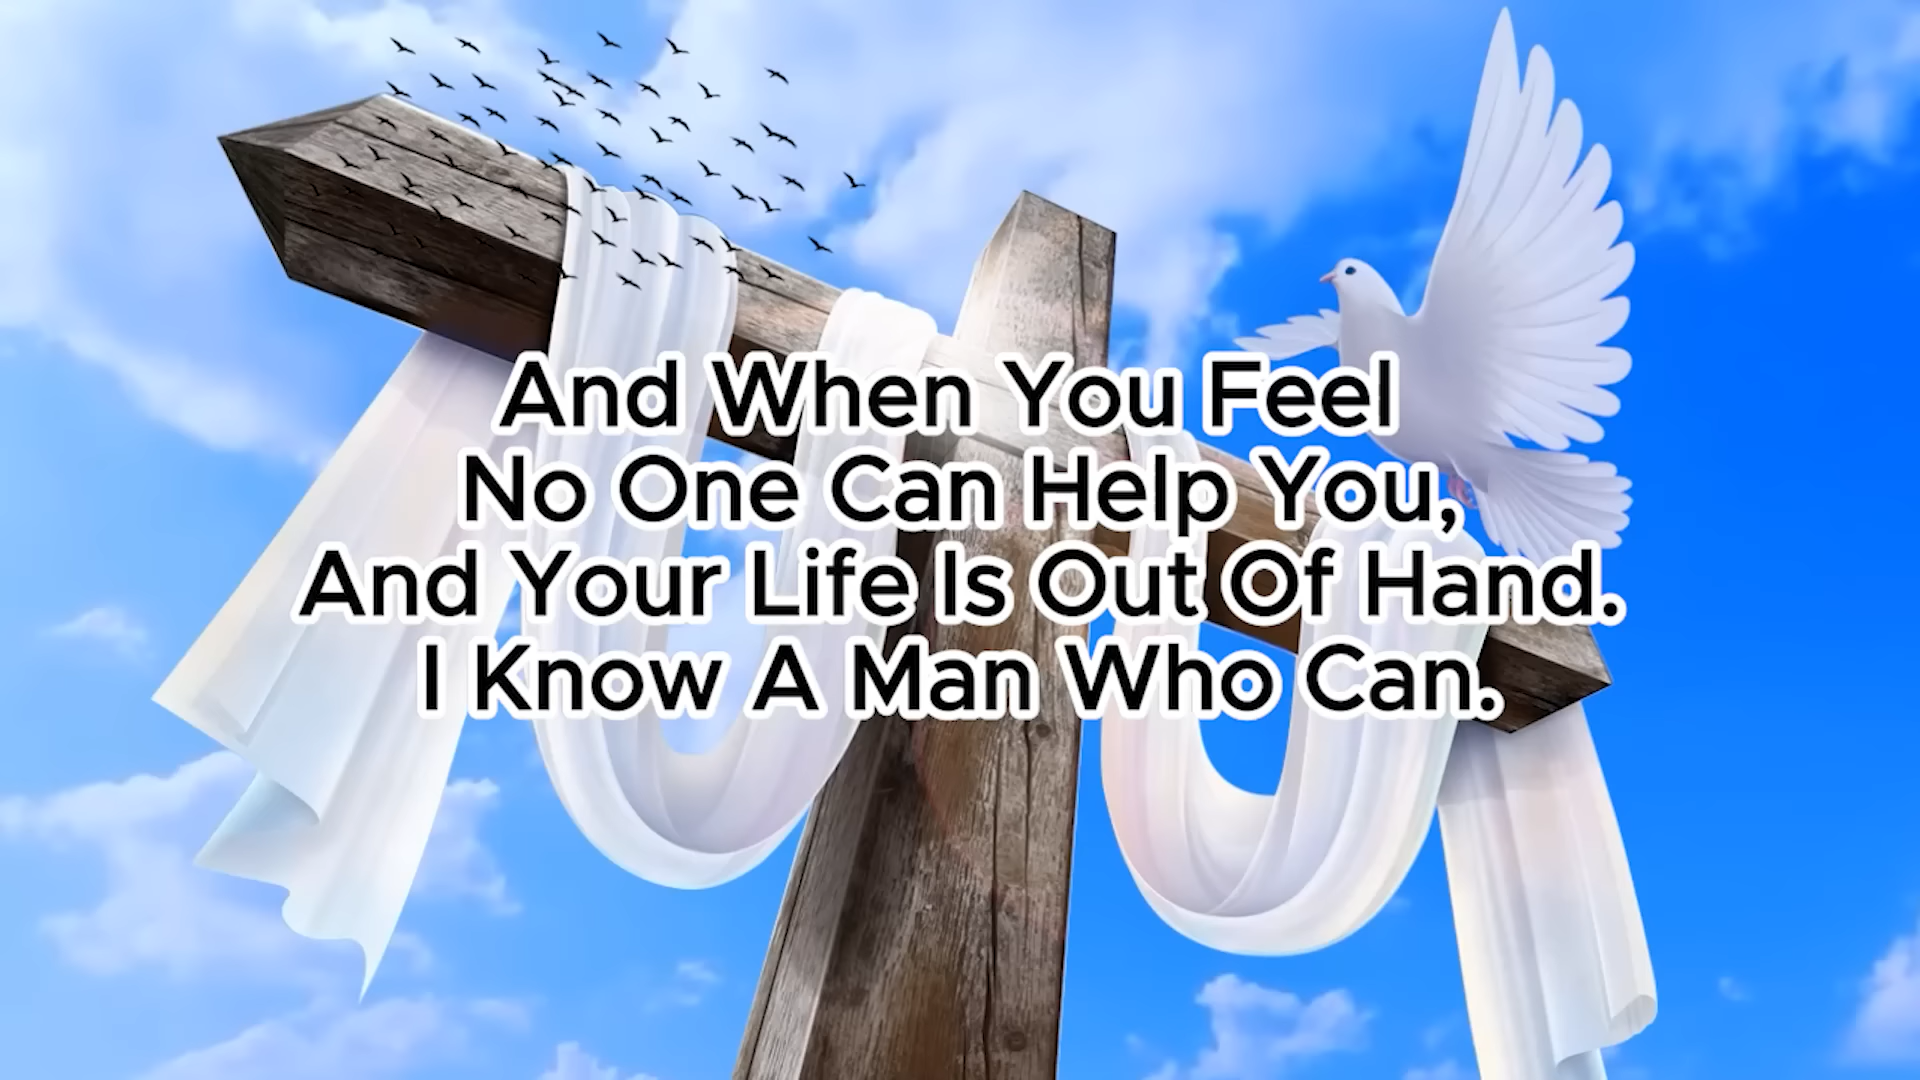 And When You Feel
No One Can Help You,
And Your Life Is Out Of Hand.
I Know A Man Who Can.